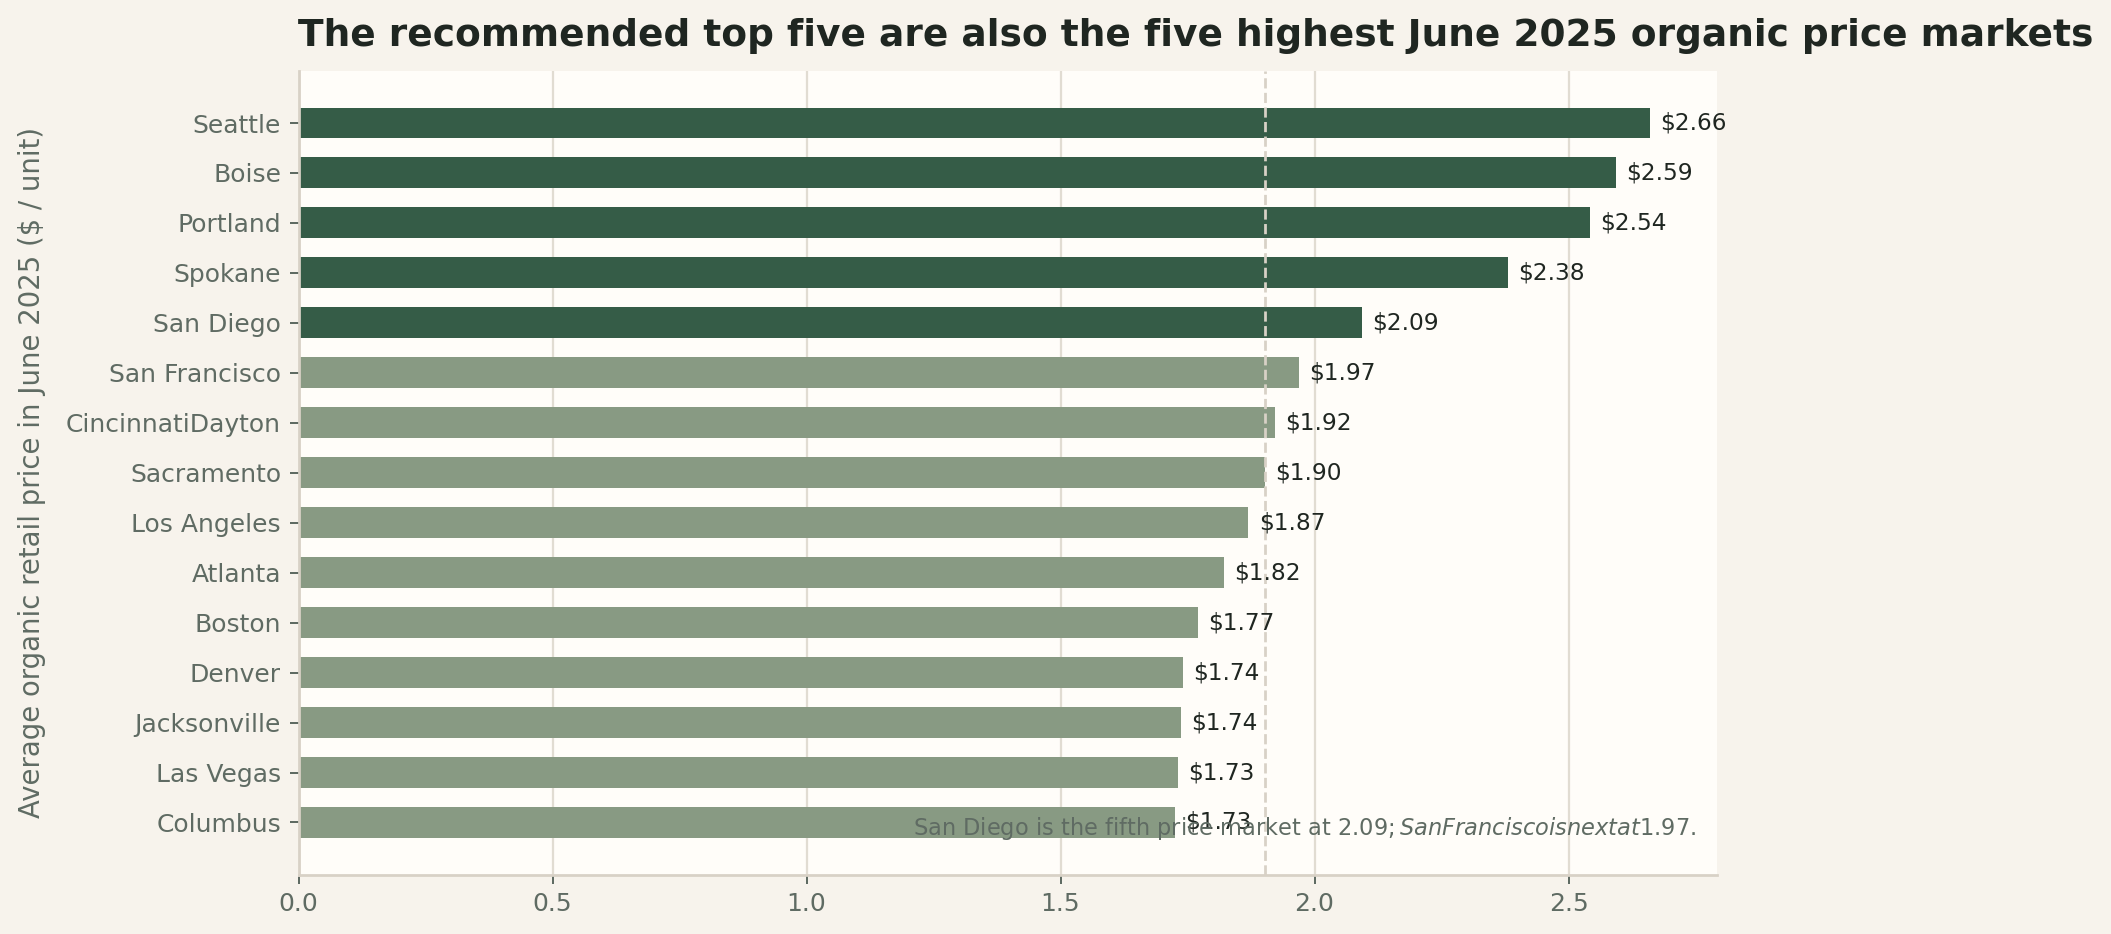 The recommended top five are also the five highest June 2025 organic price markets
Average organic retail price in June 2025 ($ / unit)
Seattle $2.66
Boise $2.59
Portland $2.54
Spokane $2.38
San Diego $2.09
San Francisco $1.97
CincinnatiDayton $1.92
Sacramento $1.90
Los Angeles $1.87
Atlanta $1.82
Boston $1.77
Denver $1.74
Jacksonville $1.74
Las Vegas $1.73
Columbus $1.73
San Diego is the fifth price market at 2.09;SanFranciscoisnextat1.97.
0.0 0.5 1.0 1.5 2.0 2.5